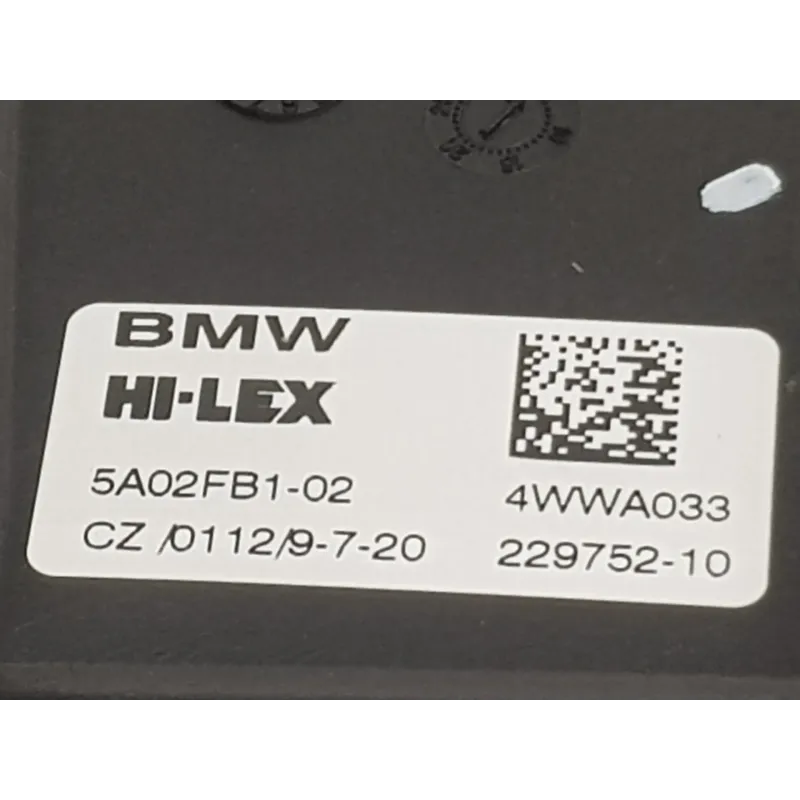 BMW
HI-LEX
5A02FB1-02
4WWA033
CZ /0112/9-7-20
229752-10